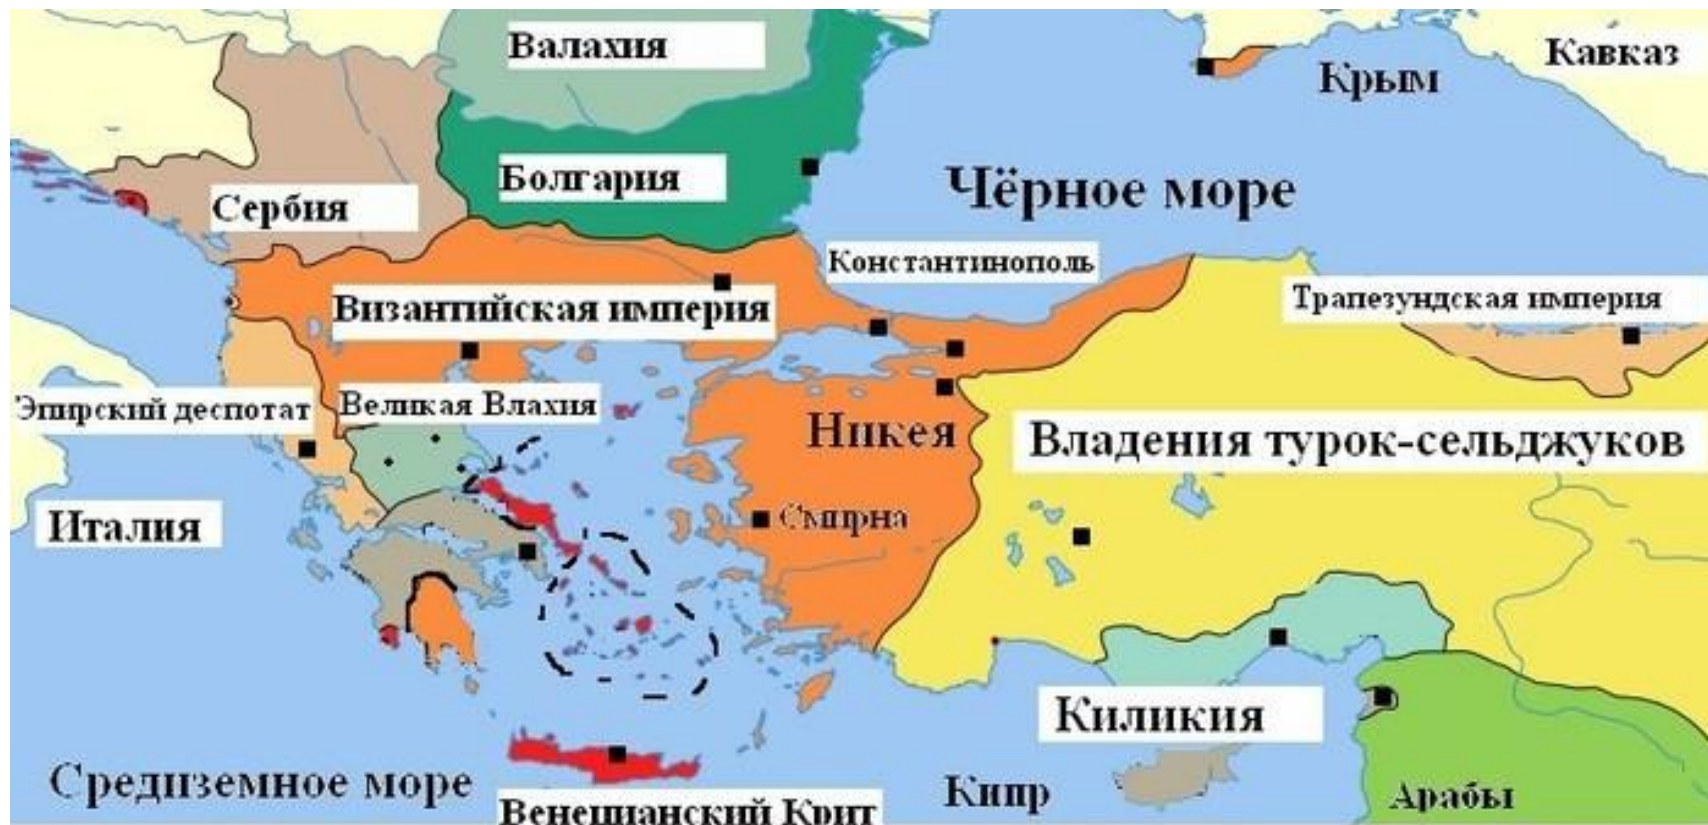 Валахия
Кавказ
Крым
Болгария
Чёрное море
Сербия
Константинополь
Византийская империя
Трапезундская империя
Эпирский деспотат
Великая Влахия
Никея
Владения турок-сельджуков
Италия
Смирна
Киликия
Средиземное море
Кипр
Арабы
Венецианский Крит